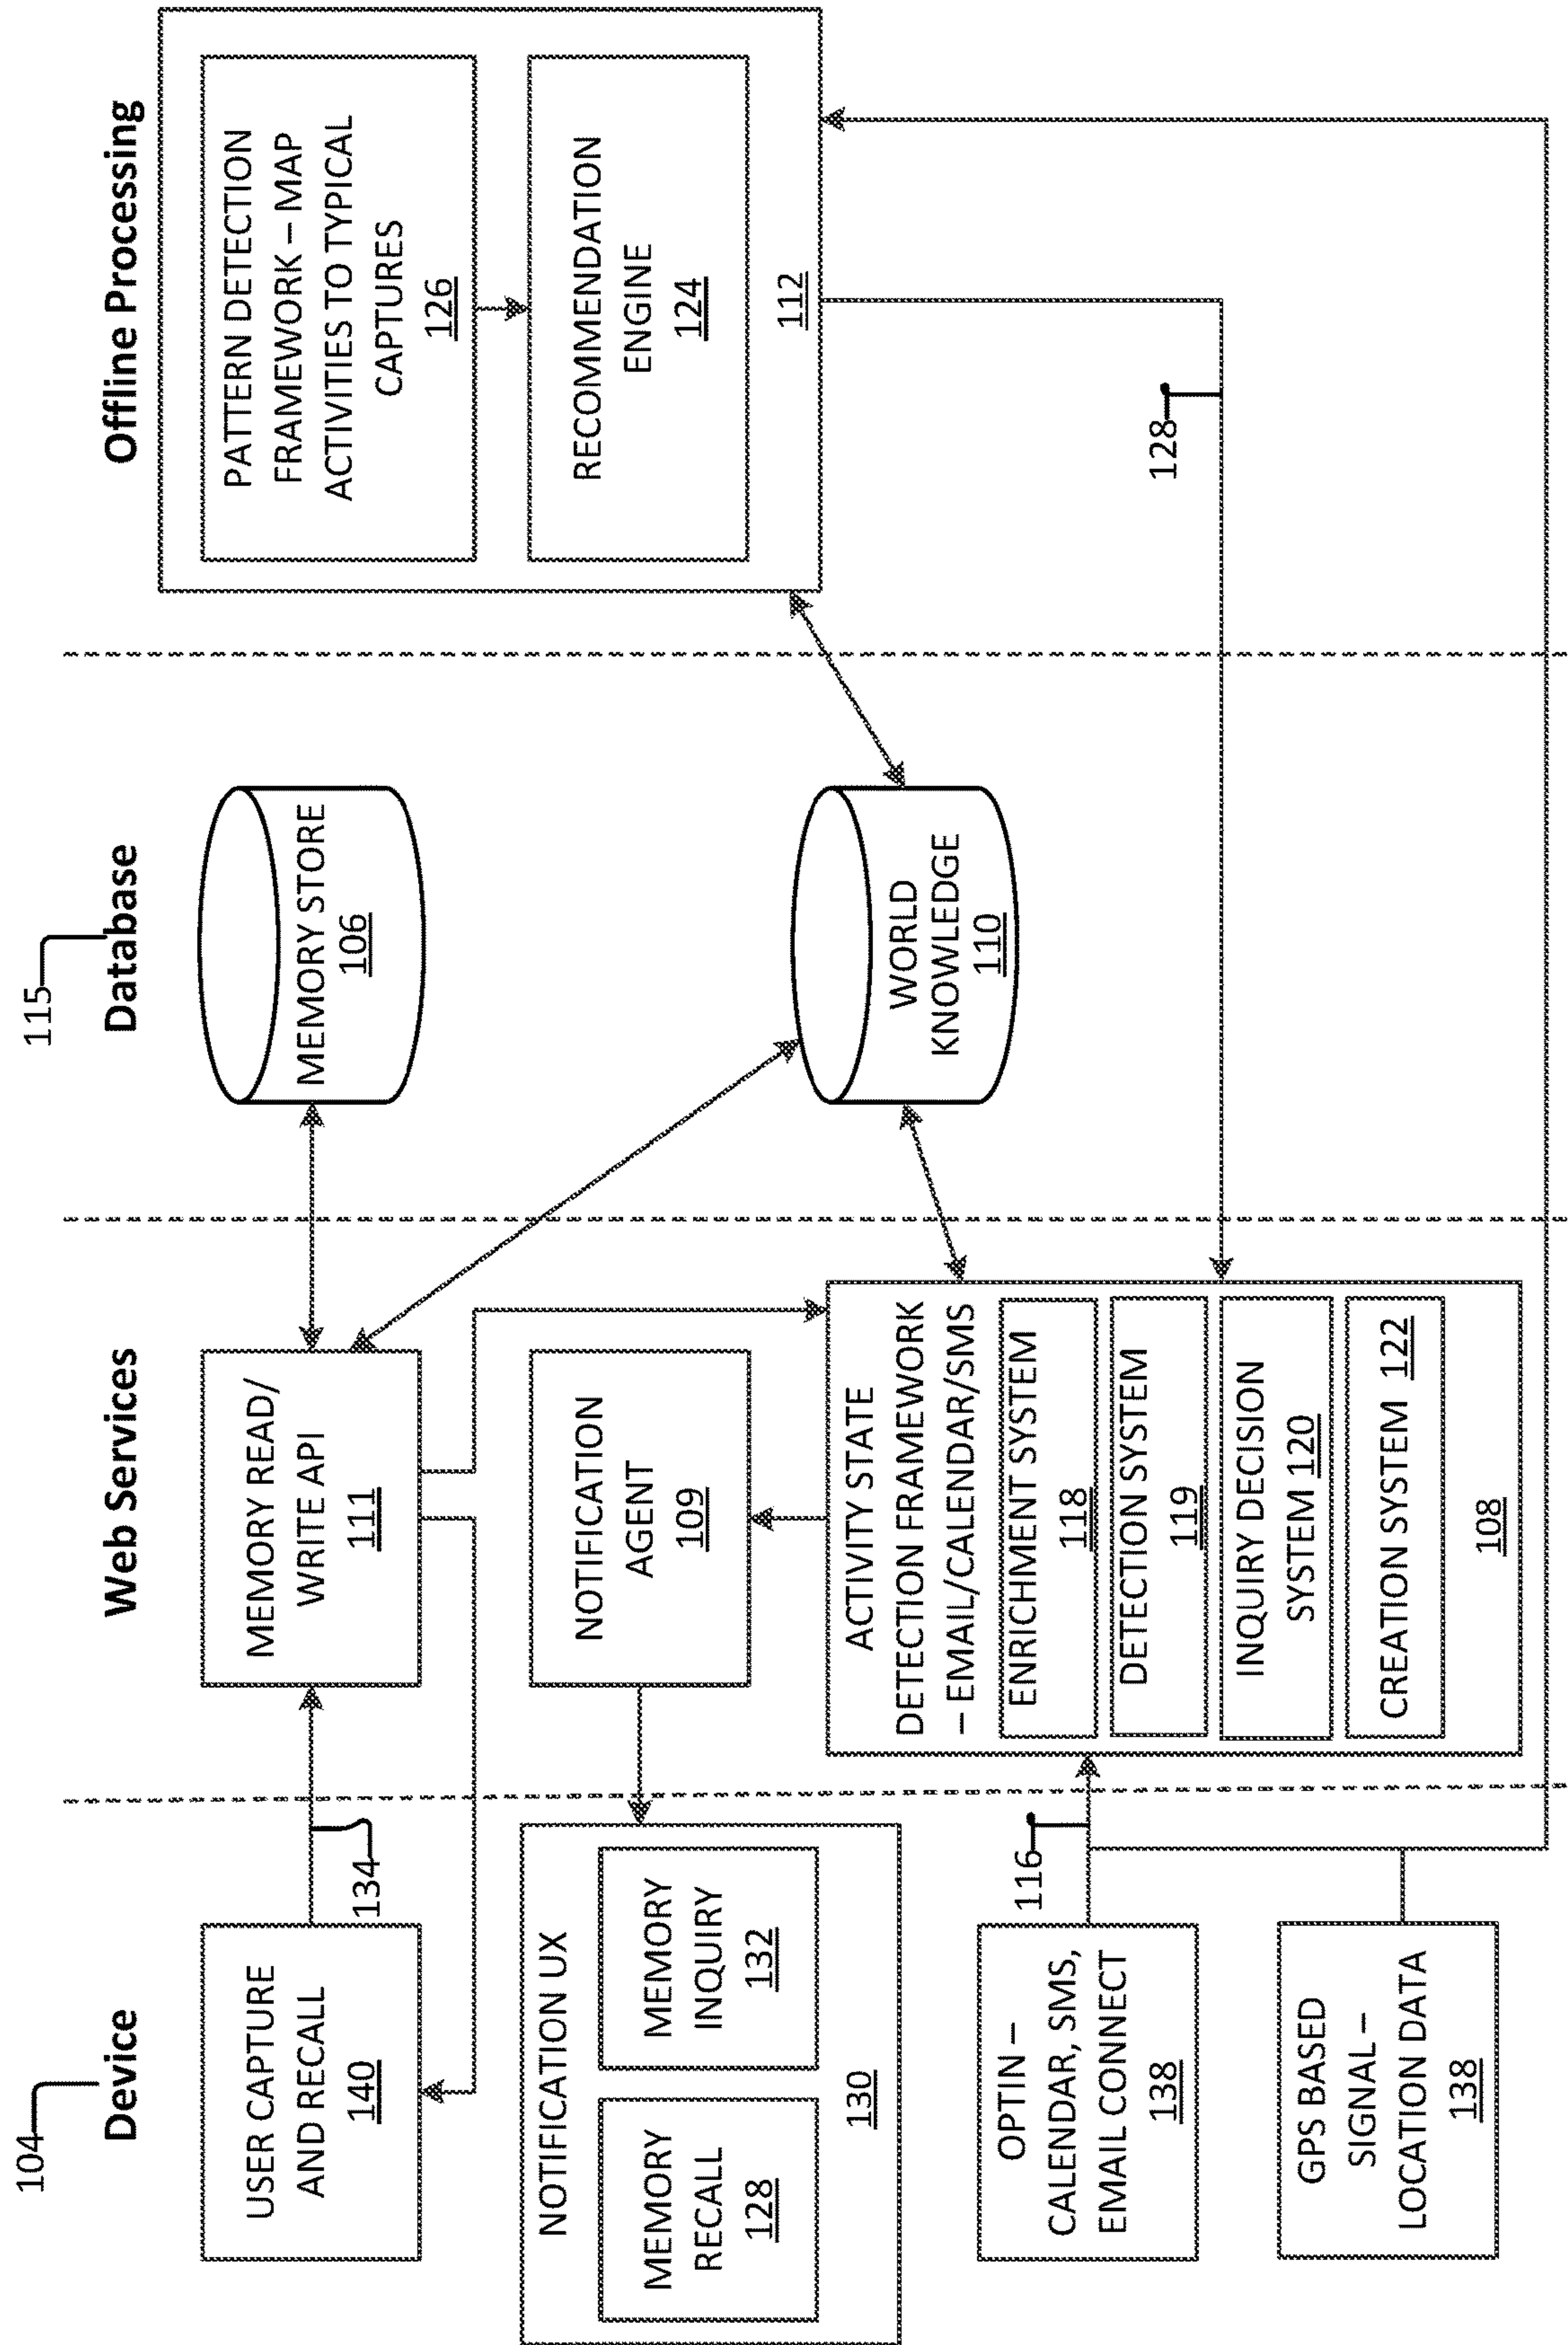 104
Device
USER CAPTURE
AND RECALL
140
134
NOTIFICATION UX
MEMORY
RECALL
128
MEMORY
INQUIRY
132
130
OPTIN –
CALENDAR, SMS,
EMAIL CONNECT
138
116
GPS BASED
SIGNAL –
LOCATION DATA
138
Web Services
MEMORY READ/
WRITE API
111
NOTIFICATION
AGENT
109
ACTIVITY STATE
DETECTION FRAMEWORK
– EMAIL/CALENDAR/SMS
ENRICHMENT SYSTEM
118
DETECTION SYSTEM
119
INQUIRY DECISION
SYSTEM 120
CREATION SYSTEM 122
108
115
Database
MEMORY STORE
106
WORLD
KNOWLEDGE
110
Offline Processing
PATTERN DETECTION
FRAMEWORK – MAP
ACTIVITIES TO TYPICAL
CAPTURES
126
RECOMMENDATION
ENGINE
124
112
128